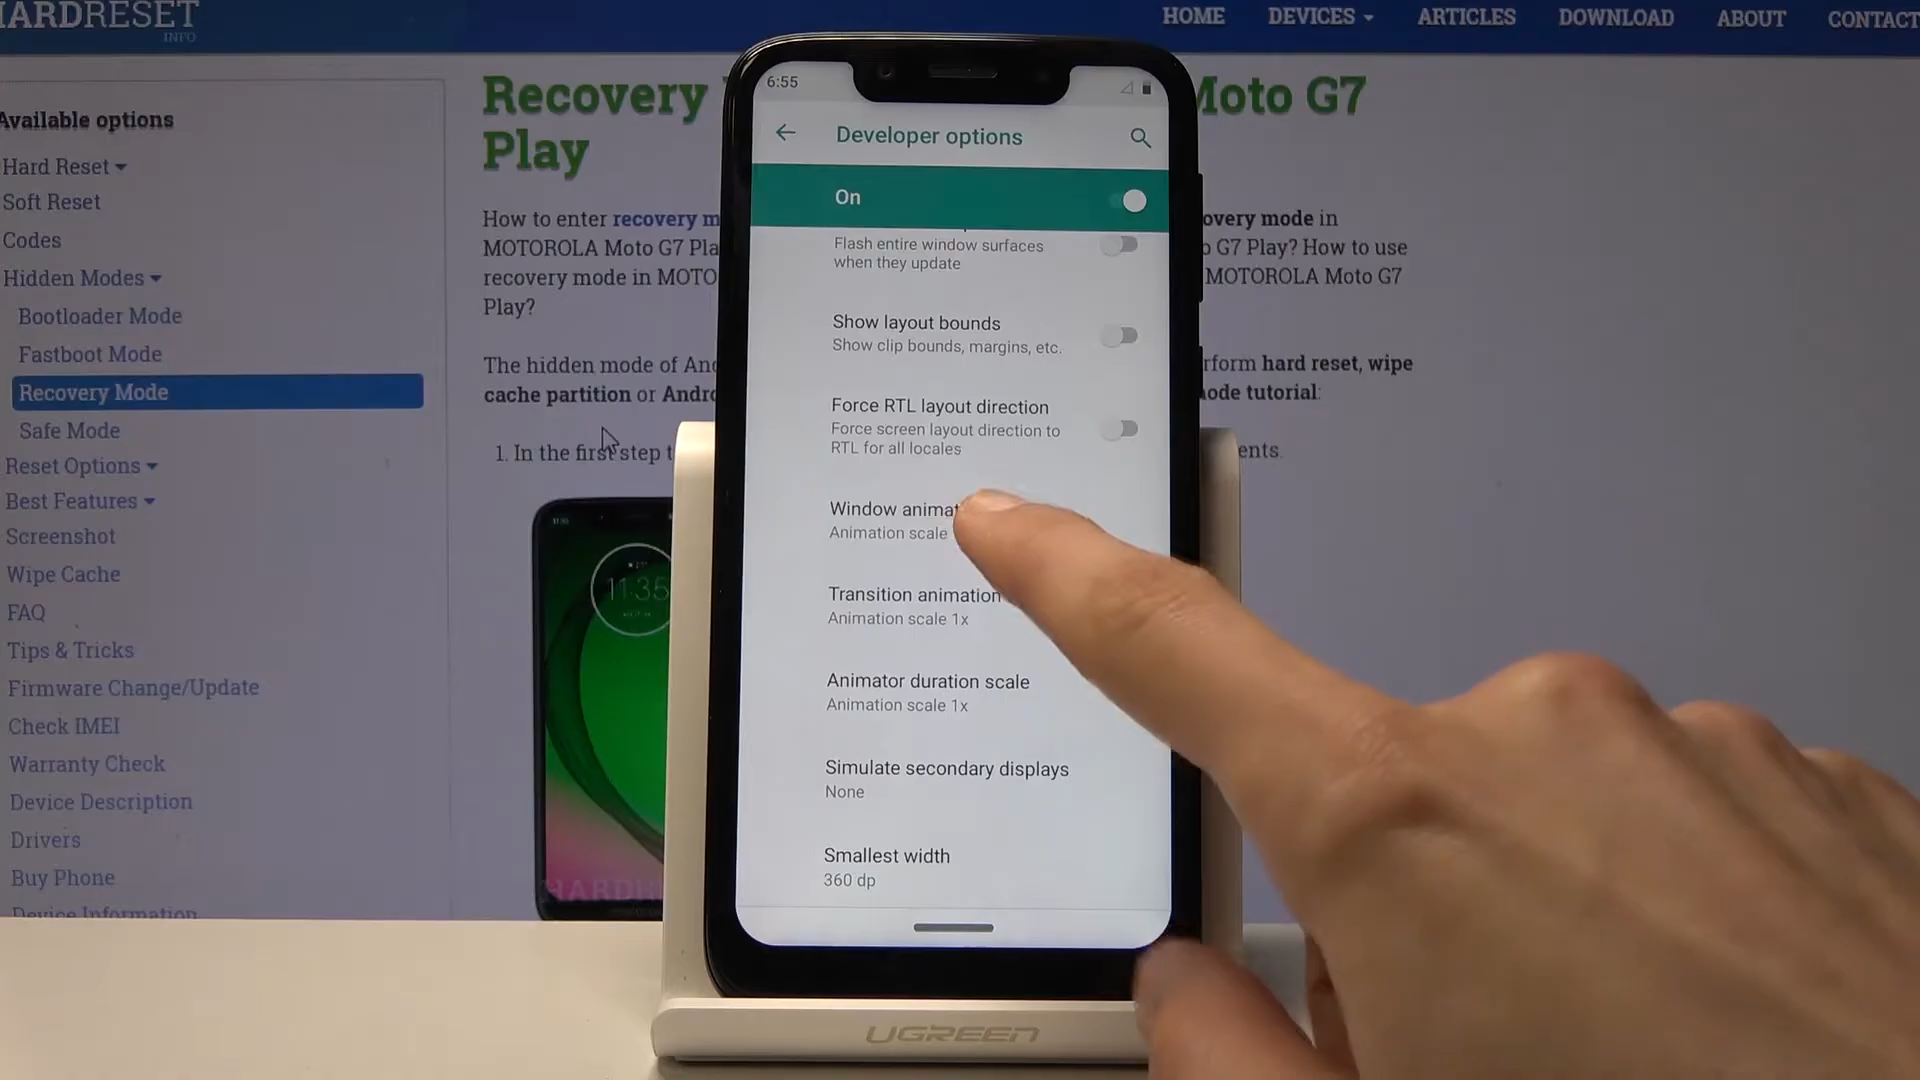 HARDRESET
INFO
HOME DEVICES ARTICLES DOWNLOAD ABOUT CONTACT
Available options
Hard Reset
Soft Reset
Codes
Hidden Modes
Bootloader Mode
Fastboot Mode
Recovery Mode
Safe Mode
Reset Options
Best Features
Screenshot
Wipe Cache
FAQ
Tips & Tricks
Firmware Change/Update
Check IMEI
Warranty Check
Device Description
Drivers
Buy Phone
Device Information
Recovery Moto G7
Play
How to enter recovery m overy mode in
MOTOROLA Moto G7 Pla o G7 Play? How to use
recovery mode in MOTO MOTOROLA Moto G7
Play?
The hidden mode of And rform hard reset, wipe
cache partition or Andro ode tutorial:
1. In the first step t ents.
11:35
HARDR
6:55
Developer options
On
Flash entire window surfaces
when they update
Show layout bounds
Show clip bounds, margins, etc.
Force RTL layout direction
Force screen layout direction to
RTL for all locales
Window animat
Animation scale
Transition animation
Animation scale 1x
Animator duration scale
Animation scale 1x
Simulate secondary displays
None
Smallest width
360 dp
UGREEN